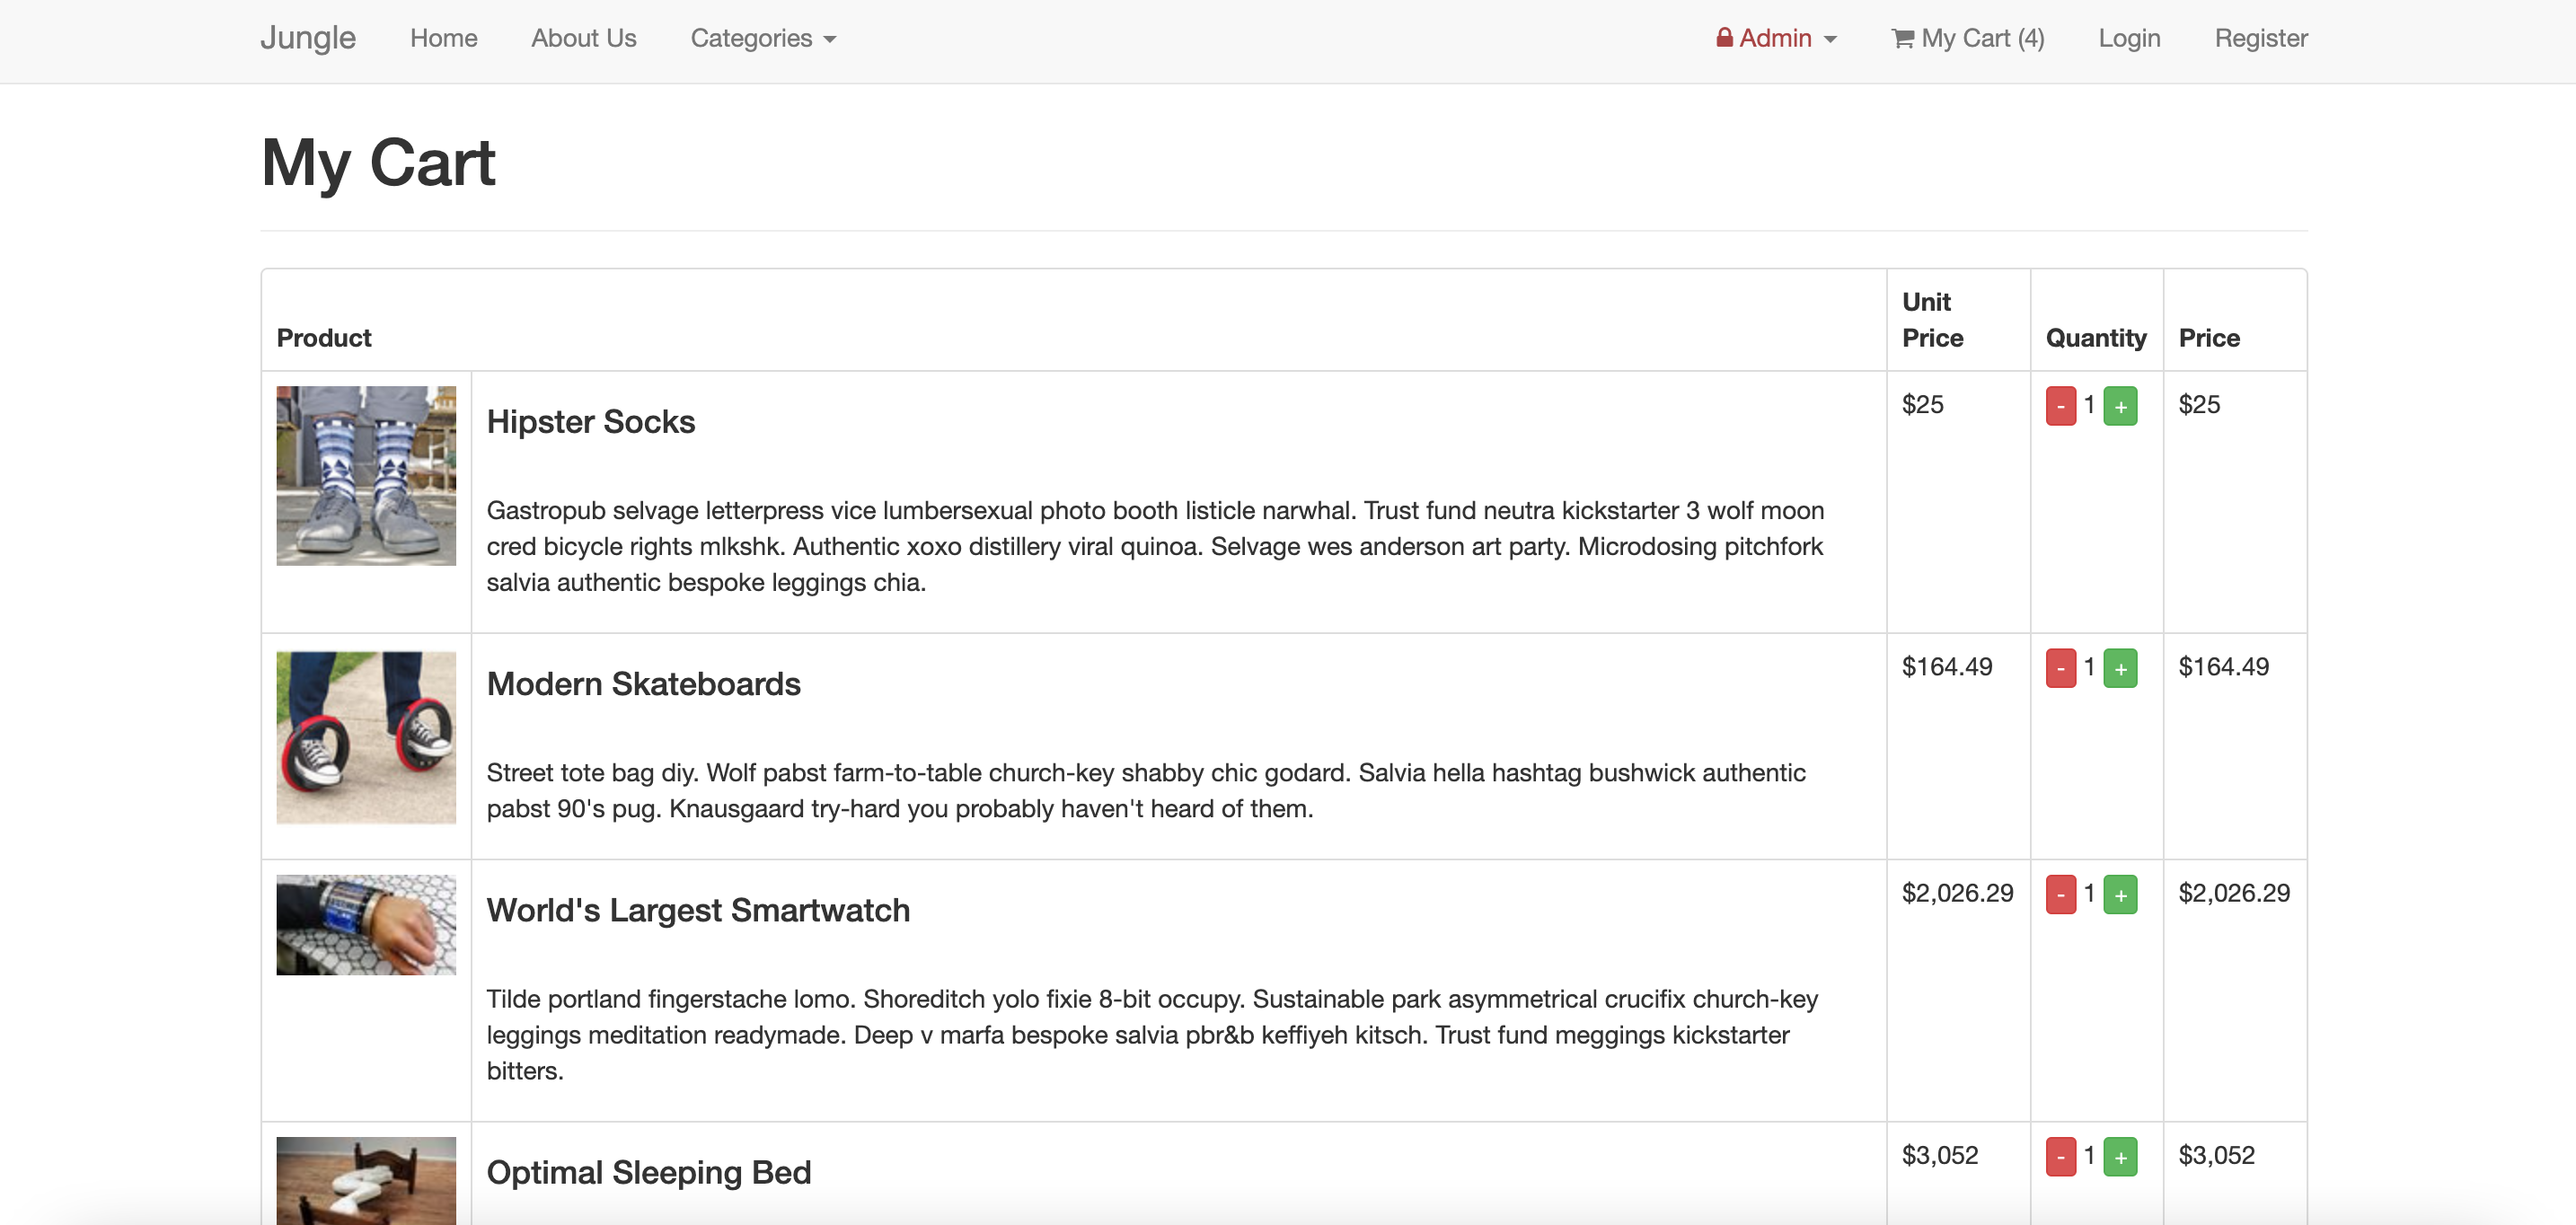 Jungle Home About Us Categories Admin My Cart (4) Login Register
My Cart
Product Unit Price Quantity Price
Hipster Socks $25 - 1 + $25
Gastropub selvage letterpress vice lumbersexual photo booth listicle narwhal. Trust fund neutra kickstarter 3 wolf moon
cred bicycle rights mlkshk. Authentic xoxo distillery viral quinoa. Selvage wes anderson art party. Microdosing pitchfork
salvia authentic bespoke leggings chia.
Modern Skateboards $164.49 - 1 + $164.49
Street tote bag diy. Wolf pabst farm-to-table church-key shabby chic godard. Salvia hella hashtag bushwick authentic
pabst 90's pug. Knausgaard try-hard you probably haven't heard of them.
World's Largest Smartwatch $2,026.29 - 1 + $2,026.29
Tilde portland fingerstache lomo. Shoreditch yolo fixie 8-bit occupy. Sustainable park asymmetrical crucifix church-key
leggings meditation readymade. Deep v marfa bespoke salvia pbr&b keffiyeh kitsch. Trust fund meggings kickstarter
bitters.
Optimal Sleeping Bed $3,052 - 1 + $3,052